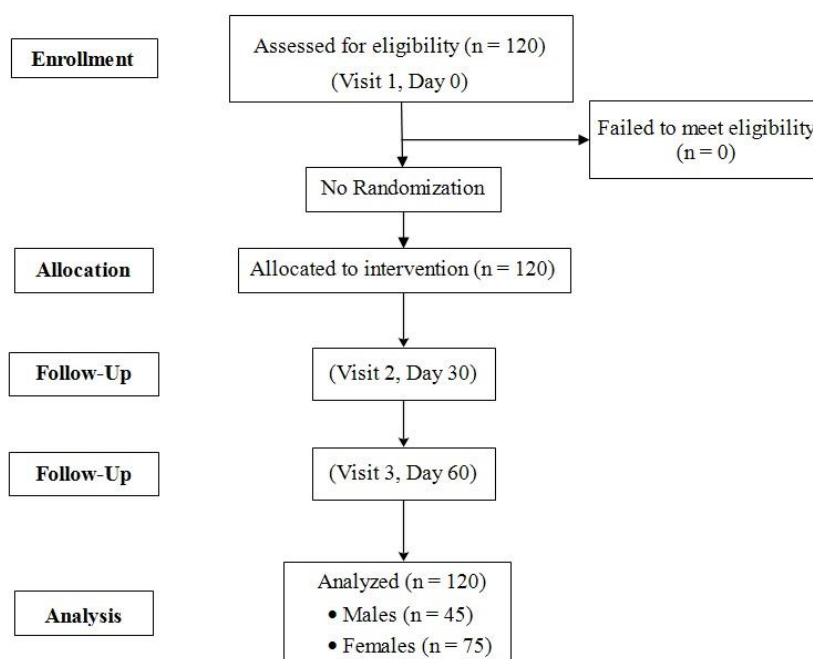 Enrollment
Assessed for eligibility (n = 120)
(Visit 1, Day 0)
Failed to meet eligibility
(n = 0)
No Randomization
Allocation
Allocated to intervention (n = 120)
Follow-Up
(Visit 2, Day 30)
Follow-Up
(Visit 3, Day 60)
Analysis
Analyzed (n = 120)
• Males (n = 45)
• Females (n = 75)